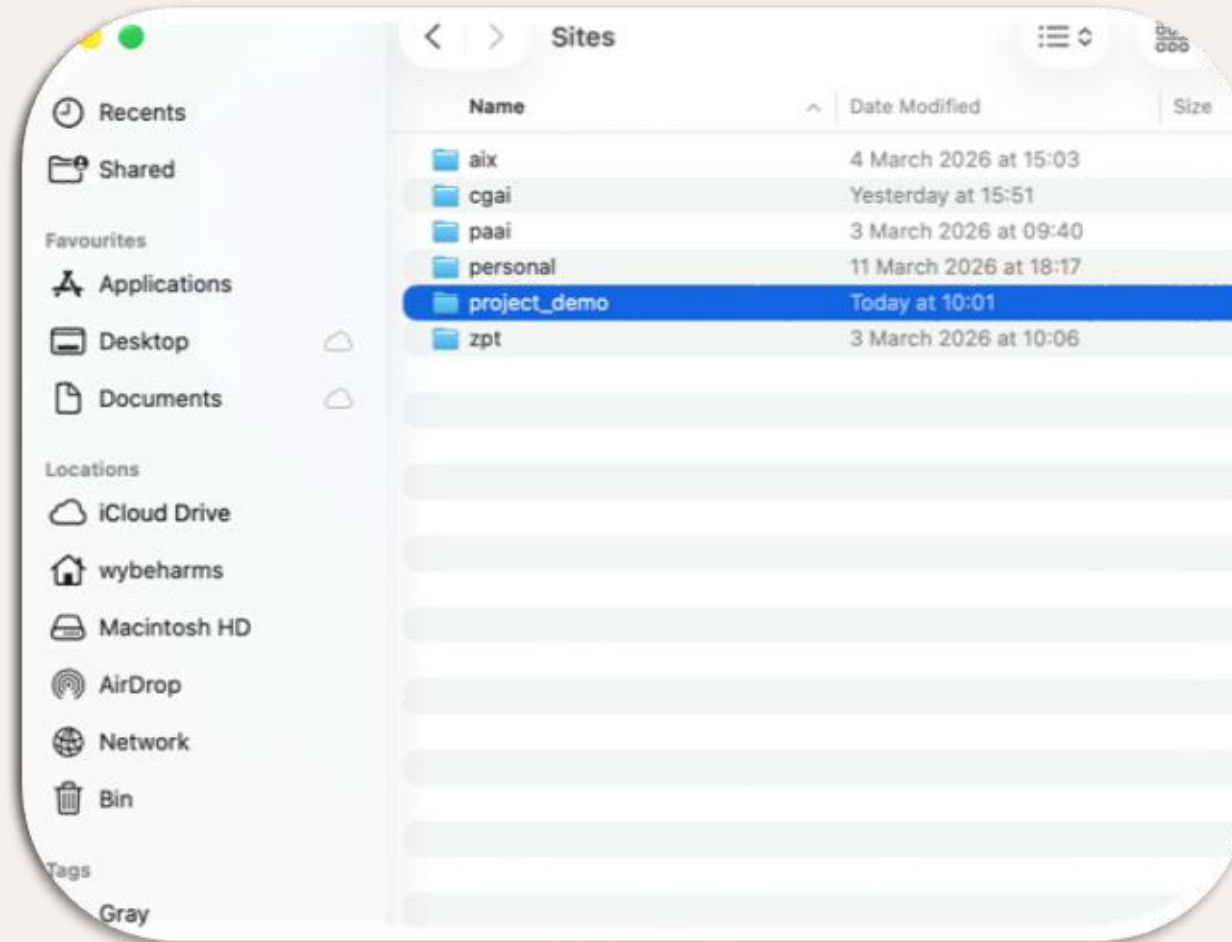 Sites
Recents
Shared
Favourites
Applications
Desktop
Documents
Locations
iCloud Drive
wybeharms
Macintosh HD
AirDrop
Network
Bin
Tags
Gray
Name Date Modified Size
aix 4 March 2026 at 15:03
cgai Yesterday at 15:51
paai 3 March 2026 at 09:40
personal 11 March 2026 at 18:17
project_demo Today at 10:01
zpt 3 March 2026 at 10:06